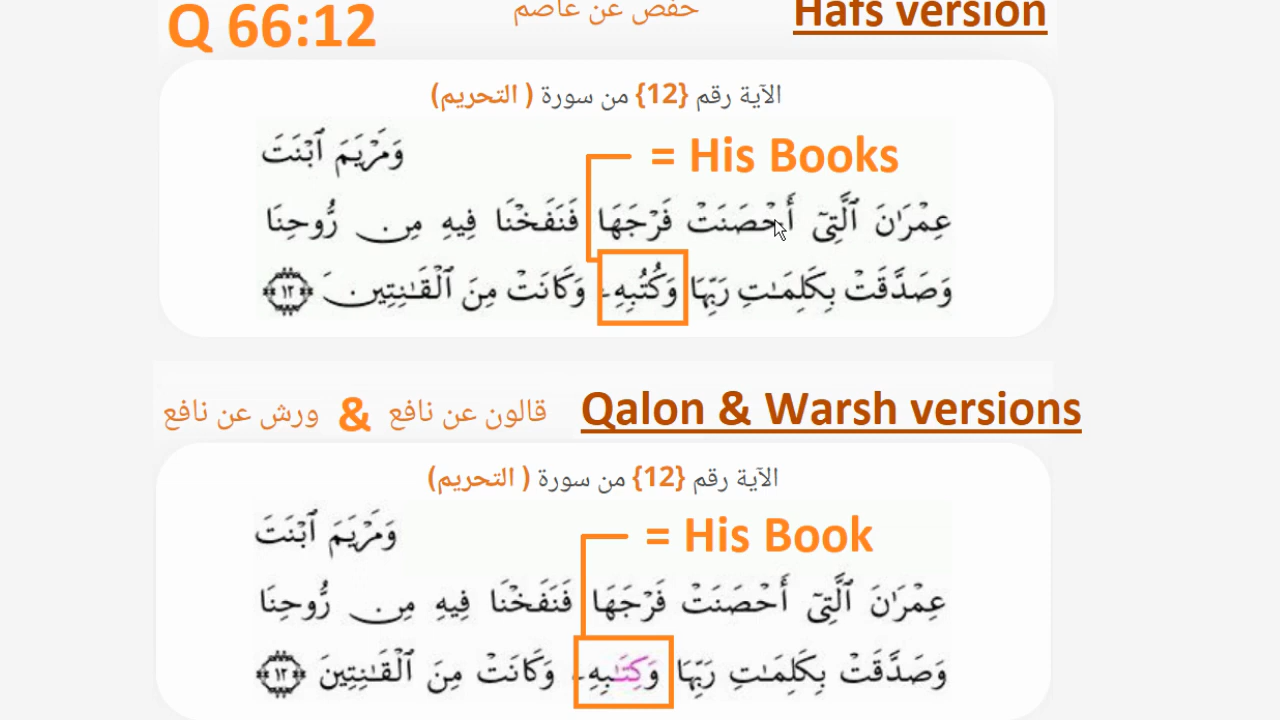 Q 66:12 حفص عن عاصم Hafs version
الآية رقم {12} من سورة ( التحريم)
وَمَرْيَمَ ٱبْنَتَ
= His Books
عِمْرَٰنَ ٱلَّتِىٓ أَحْصَنَتْ فَرْجَهَا فَنَفَخْنَا فِيهِ مِن رُّوحِنَا
وَصَدَّقَتْ بِكَلِمَـٰتِ رَبِّهَا وَكُتُبِهِۦ وَكَانَتْ مِنَ ٱلْقَـٰنِتِينَ ١٢
ورش عن نافع & قالون عن نافع Qalon & Warsh versions
الآية رقم {12} من سورة ( التحريم)
وَمَرْيَمَ ٱبْنَتَ
= His Book
عِمْرَٰنَ ٱلَّتِىٓ أَحْصَنَتْ فَرْجَهَا فَنَفَخْنَا فِيهِ مِن رُّوحِنَا
وَصَدَّقَتْ بِكَلِمَـٰتِ رَبِّهَا وَكِتَـٰبِهِۦ وَكَانَتْ مِنَ ٱلْقَـٰنِتِينَ ١٢